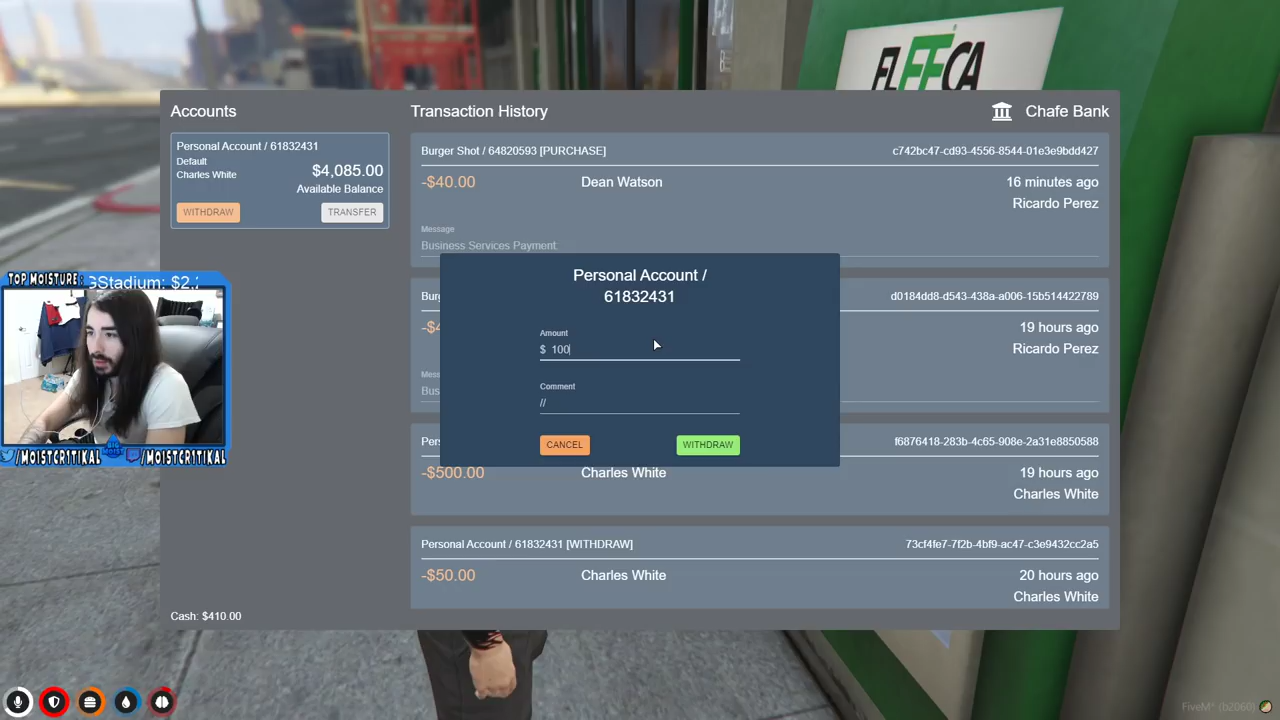 FLEECA
Accounts
Transaction History
Chafe Bank
Personal Account / 61832431
Default
Charles White
$4,085.00
Available Balance
WITHDRAW
TRANSFER
Burger Shot / 64820593 [PURCHASE]
c742bc47-cd93-4556-8544-01e3e9bdd427
-$40.00
Dean Watson
16 minutes ago
Ricardo Perez
Message
Business Services Payment
d0184dd8-d543-438a-a006-15b514422789
19 hours ago
Ricardo Perez
Personal Account /
61832431
Amount
$ 100
Comment
//
CANCEL
WITHDRAW
f6876418-283b-4c65-908e-2a31e8850588
-$500.00
Charles White
19 hours ago
Charles White
Personal Account / 61832431 [WITHDRAW]
73cf4fe7-7f2b-4bf9-ac47-c3e9432cc2a5
-$50.00
Charles White
20 hours ago
Charles White
Cash: $410.00
TOP MOISTURE:
GStadium: $2,
/MOISTCR1TIKAL
/MOISTCR1TIKAL
FiveM* (b2060)